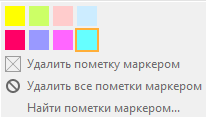 Удалить пометку маркером
Удалить все пометки маркером
Найти пометки маркером...